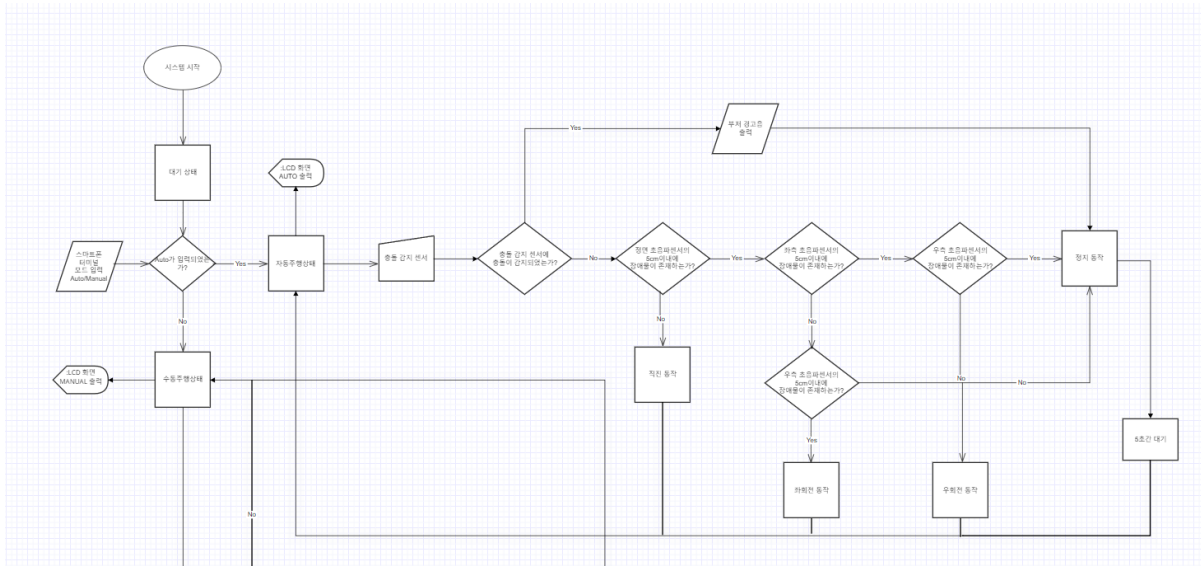 시스템 시작
대기 상태
스마트폰
터미널
모드 입력
Auto/Manual
Auto가 입력되었는
가?
Yes
No
:LCD 화면
AUTO 출력
자동주행상태
충돌 감지 센서
충돌 감지 센서에
충돌이 감지되었는가?
Yes
No
부저 경고음
출력
정면 초음파센서의
5cm이내에
장애물이 존재하는가?
Yes
No
좌측 초음파센서의
5cm이내에
장애물이 존재하는가?
Yes
No
우측 초음파센서의
5cm이내에
장애물이 존재하는가?
Yes
No
정지 동작
:LCD 화면
MANUAL 출력
수동주행상태
직진 동작
우측 초음파센서의
5cm이내에
장애물이 존재하는가?
No
Yes
5초간 대기
좌회전 동작
우회전 동작
No